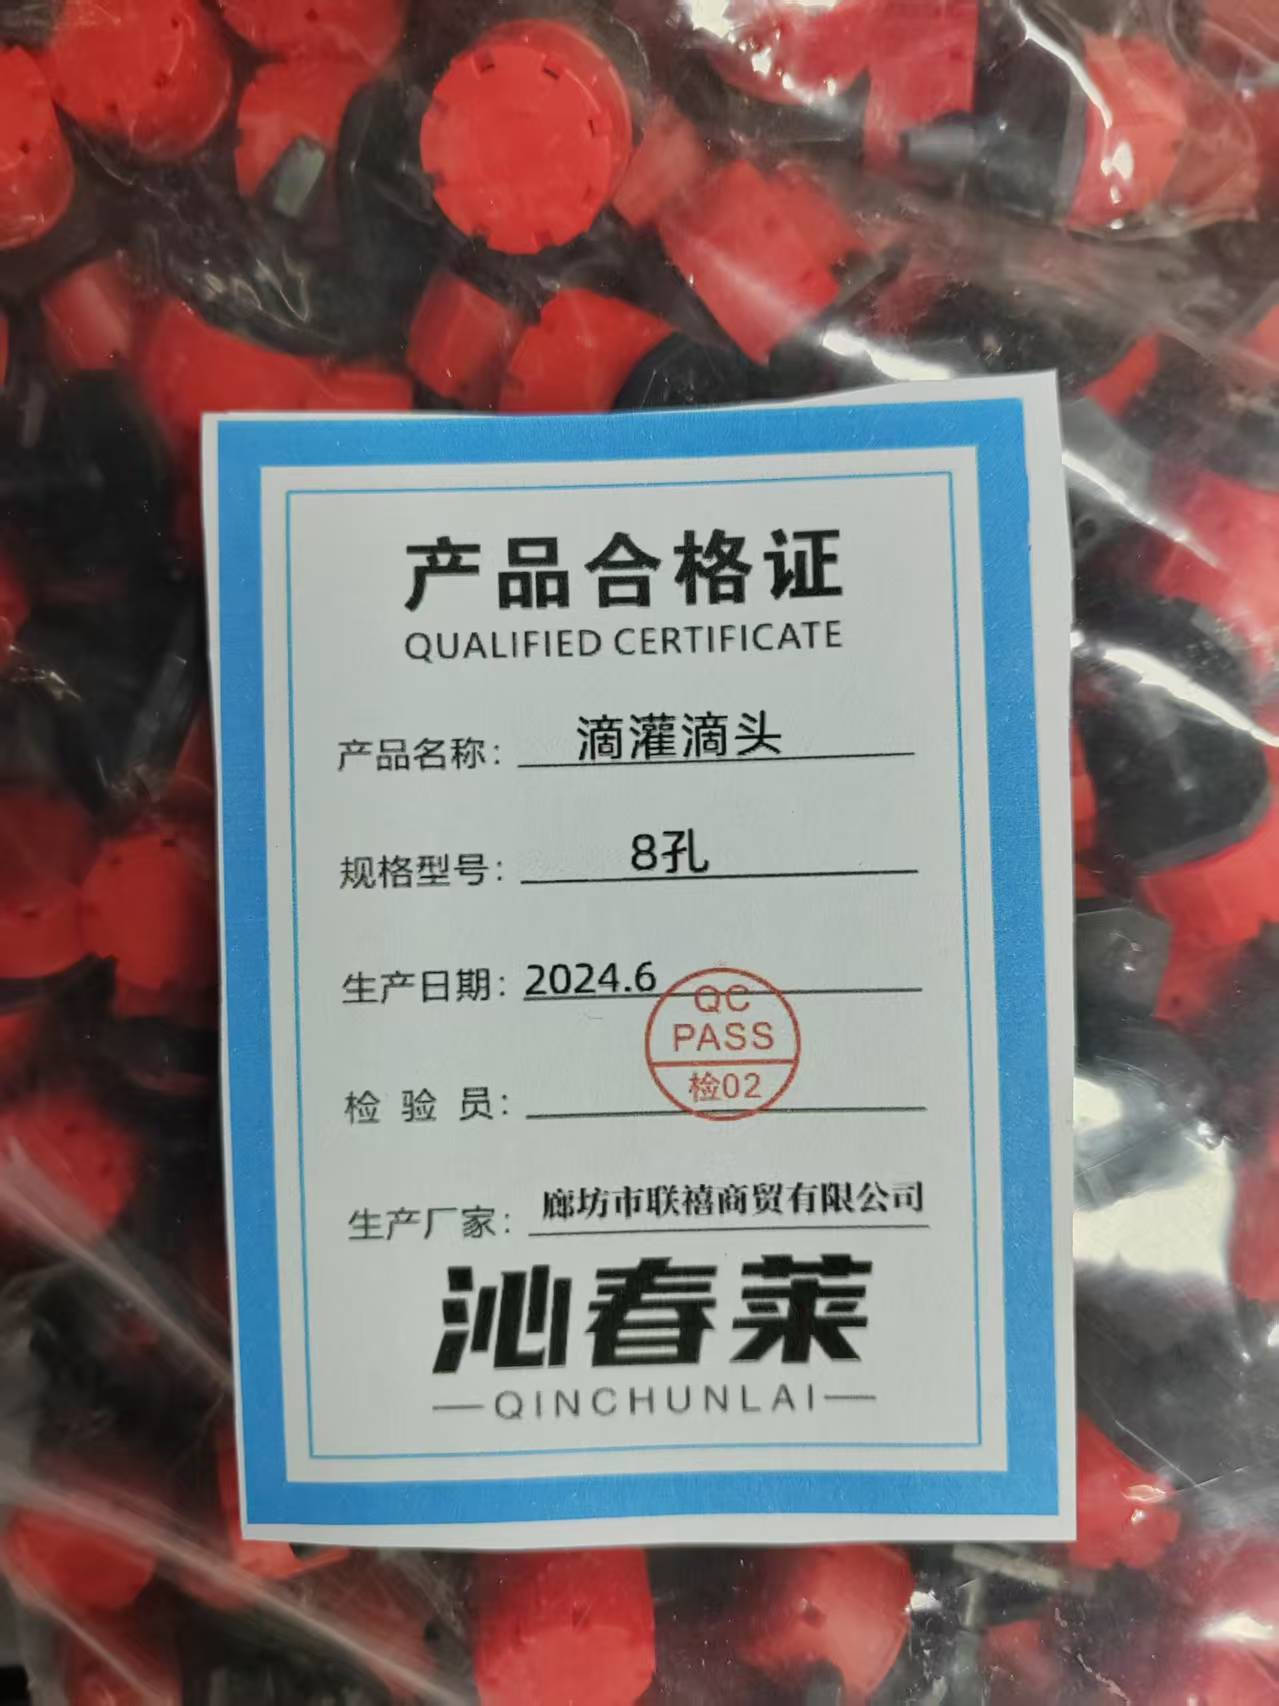 产品合格证
QUALIFIED CERTIFICATE
产品名称： 滴灌滴头
规格型号： 8孔
生产日期： 2024.6
QC
PASS
检02
检验员：
生产厂家： 廊坊市联禧商贸有限公司
沁春莱
—QINCHUNLAI—